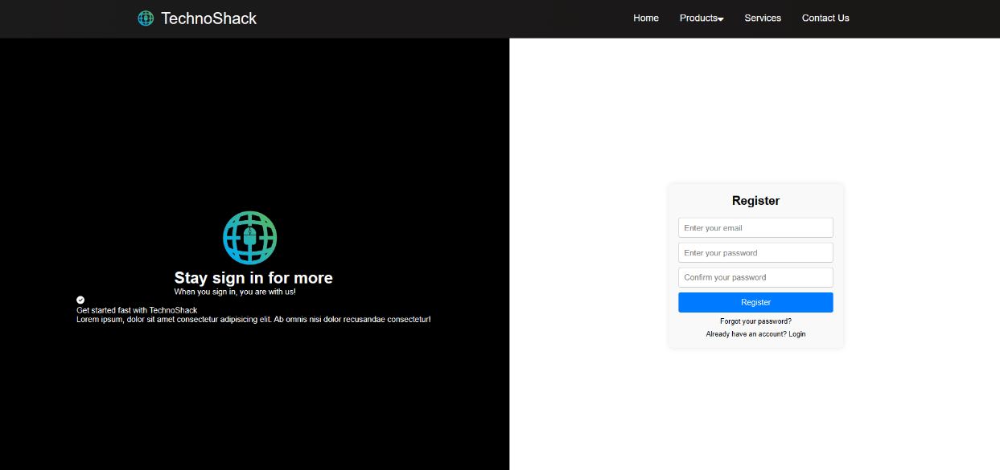 TechnoShack
Home
Products
Services
Contact Us
Stay sign in for more
When you sign in, you are with us!
Get started fast with TechnoShack
Lorem ipsum, dolor sit amet consectetur adipisicing elit. Ab omnis nisi dolor recusandae consectetur!
Register
Enter your email
Enter your password
Confirm your password
Register
Forgot your password?
Already have an account? Login